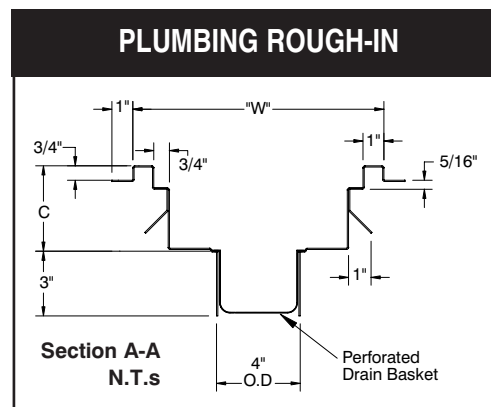 PLUMBING ROUGH-IN
1"
"W"
1"
3/4"
3/4"
5/16"
C
3"
1"
Section A-A
N.T.s
4"
O.D
Perforated
Drain Basket